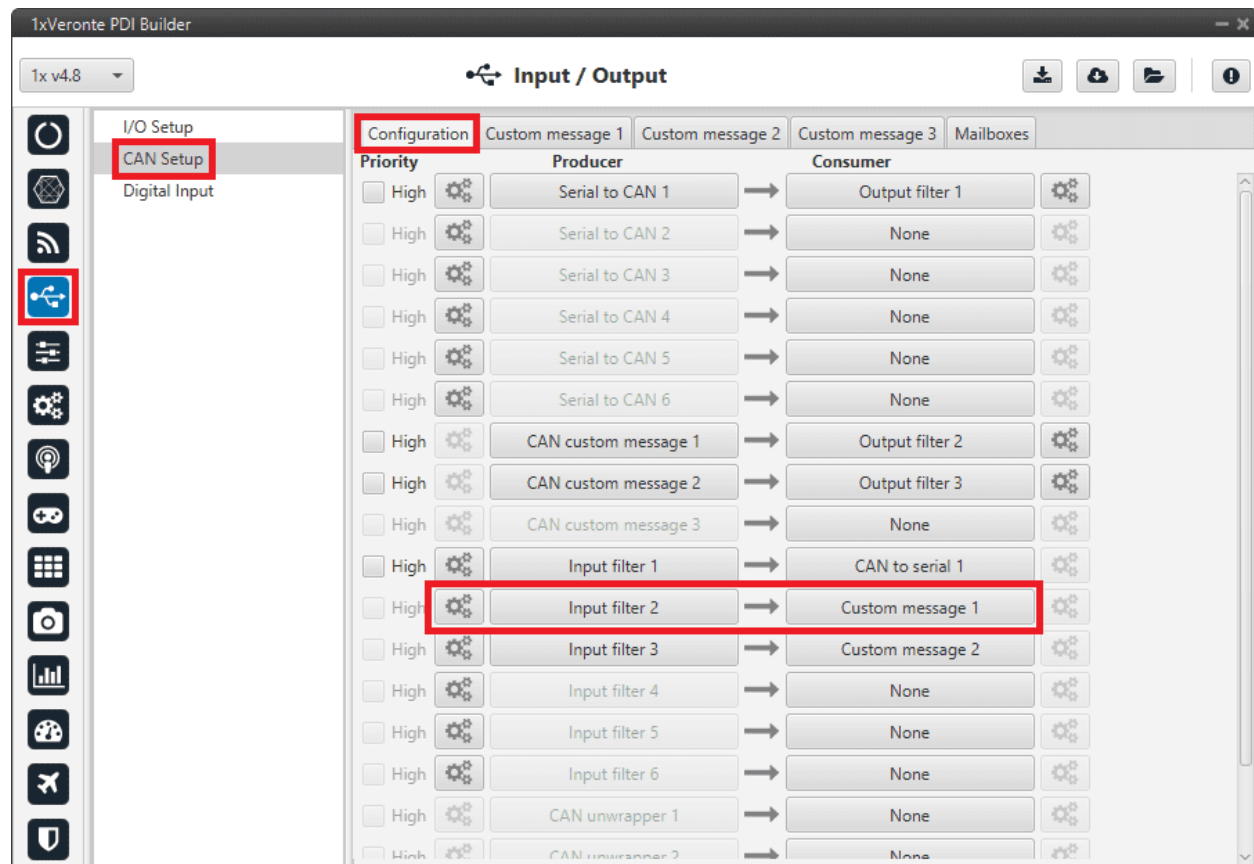 1xVeronte PDI Builder
1x v4.8
Input / Output
I/O Setup
CAN Setup
Digital Input
Configuration Custom message 1 Custom message 2 Custom message 3 Mailboxes
Priority Producer Consumer
High Serial to CAN 1 Output filter 1
High Serial to CAN 2 None
High Serial to CAN 3 None
High Serial to CAN 4 None
High Serial to CAN 5 None
High Serial to CAN 6 None
High CAN custom message 1 Output filter 2
High CAN custom message 2 Output filter 3
High CAN custom message 3 None
High Input filter 1 CAN to serial 1
High Input filter 2 Custom message 1
High Input filter 3 Custom message 2
High Input filter 4 None
High Input filter 5 None
High Input filter 6 None
High CAN unwrapper 1 None
High CAN unwrapper 2 None